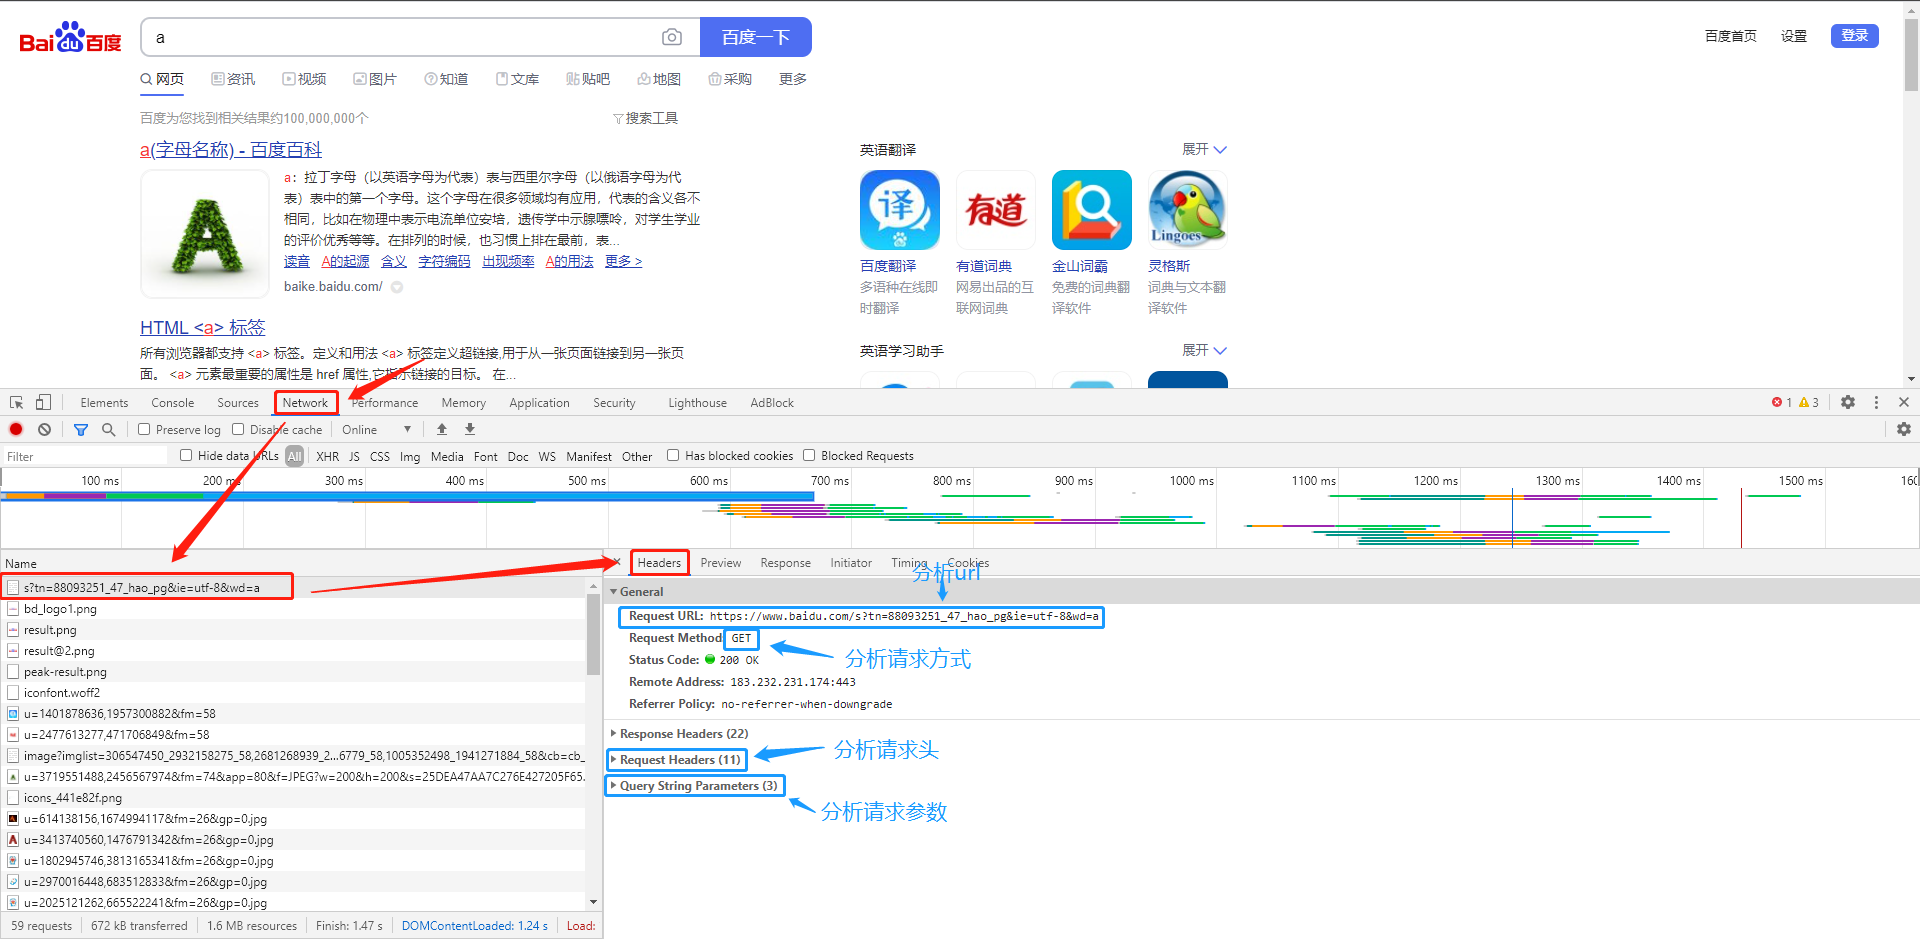 Bai du 百度
a
百度一下
百度首页 设置 登录
网页 资讯 视频 图片 知道 文库 贴吧 地图 采购 更多
百度为您找到相关结果约100,000,000个
搜索工具
a(字母名称) - 百度百科
a：拉丁字母（以英语字母为代表）表与西里尔字母（以俄语字母为代
表）表中的第一个字母。这个字母在很多领域均有应用，代表的含义各不
相同，比如在物理中表示电流单位安培，遗传学中示腺嘌呤，对学生学业
的评价优秀等等。在排列的时候，也习惯上排在最前，表...
读音 A的起源 含义 字符编码 出现频率 A的用法 更多 >
baike.baidu.com/
HTML <a> 标签
所有浏览器都支持 <a> 标签。定义和用法 <a> 标签定义超链接,用于从一张页面链接到另一张页
面。 <a> 元素最重要的属性是 href 属性,它指示链接的目标。 在...
英语翻译 展开
译 有道 Lingoes
百度翻译 有道词典 金山词霸 灵格斯
多语种在线即 网易出品的互 免费的词典翻 词典与文本翻
时翻译 联网词典 译软件 译软件
英语学习助手 展开
Elements Console Sources Network Performance Memory Application Security Lighthouse AdBlock 1 3
Preserve log Disable cache Online
Filter Hide data URLs All XHR JS CSS Img Media Font Doc WS Manifest Other Has blocked cookies Blocked Requests
100 ms 200 ms 300 ms 400 ms 500 ms 600 ms 700 ms 800 ms 900 ms 1000 ms 1100 ms 1200 ms 1300 ms 1400 ms 1500 ms 160
Name
s?tn=88093251_47_hao_pg&ie=utf-8&wd=a
bd_logo1.png
result.png
result@2.png
peak-result.png
iconfont.woff2
u=1401878636,1957300882&fm=58
u=2477613277,471706849&fm=58
image?imglist=306547450_2932158275_58,2681268939_2...6779_58,1005352498_1941271884_58&cb=cb_
u=3719551488,2456567974&fm=74&app=80&f=JPEG?w=200&h=200&s=25DEA47AA7C276E427205F65.
icons_441e82f.png
u=614138156,1674994117&fm=26&gp=0.jpg
u=3413740560,1476791342&fm=26&gp=0.jpg
u=1802945746,3813165341&fm=26&gp=0.jpg
u=2970016448,683512833&fm=26&gp=0.jpg
u=2025121262,665522241&fm=26&gp=0.jpg
59 requests 672 kB transferred 1.6 MB resources Finish: 1.47 s DOMContentLoaded: 1.24 s Load:
Headers Preview Response Initiator Timing Cookies
分析url
General
Request URL: https://www.baidu.com/s?tn=88093251_47_hao_pg&ie=utf-8&wd=a
Request Method: GET
分析请求方式
Status Code: 200 OK
Remote Address: 183.232.231.174:443
Referrer Policy: no-referrer-when-downgrade
Response Headers (22)
Request Headers (11)
分析请求头
Query String Parameters (3)
分析请求参数